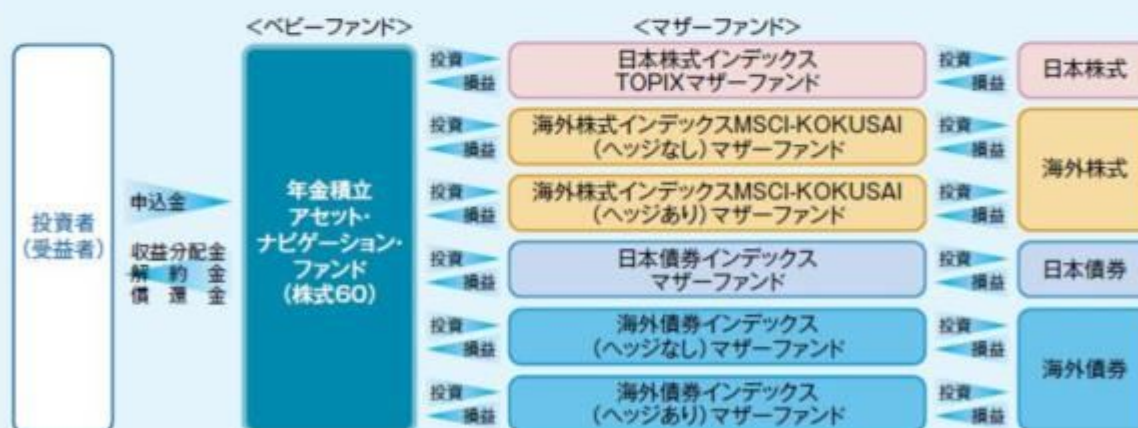 <ベビーファンド>
<マザーファンド>
投資者
(受益者)
申込金
収益分配金
解約金
償還金
年金積立
アセット・
ナビゲーション・
ファンド
(株式60)
投資
損益
日本株式インデックス
TOPIXマザーファンド
投資
損益
日本株式
投資
損益
海外株式インデックスMSCI-KOKUSAI
(ヘッジなし)マザーファンド
投資
損益
海外株式
投資
損益
海外株式インデックスMSCI-KOKUSAI
(ヘッジあり)マザーファンド
投資
損益
投資
損益
日本債券インデックス
マザーファンド
投資
損益
日本債券
投資
損益
海外債券インデックス
(ヘッジなし)マザーファンド
投資
損益
海外債券
投資
損益
海外債券インデックス
(ヘッジあり)マザーファンド
投資
損益